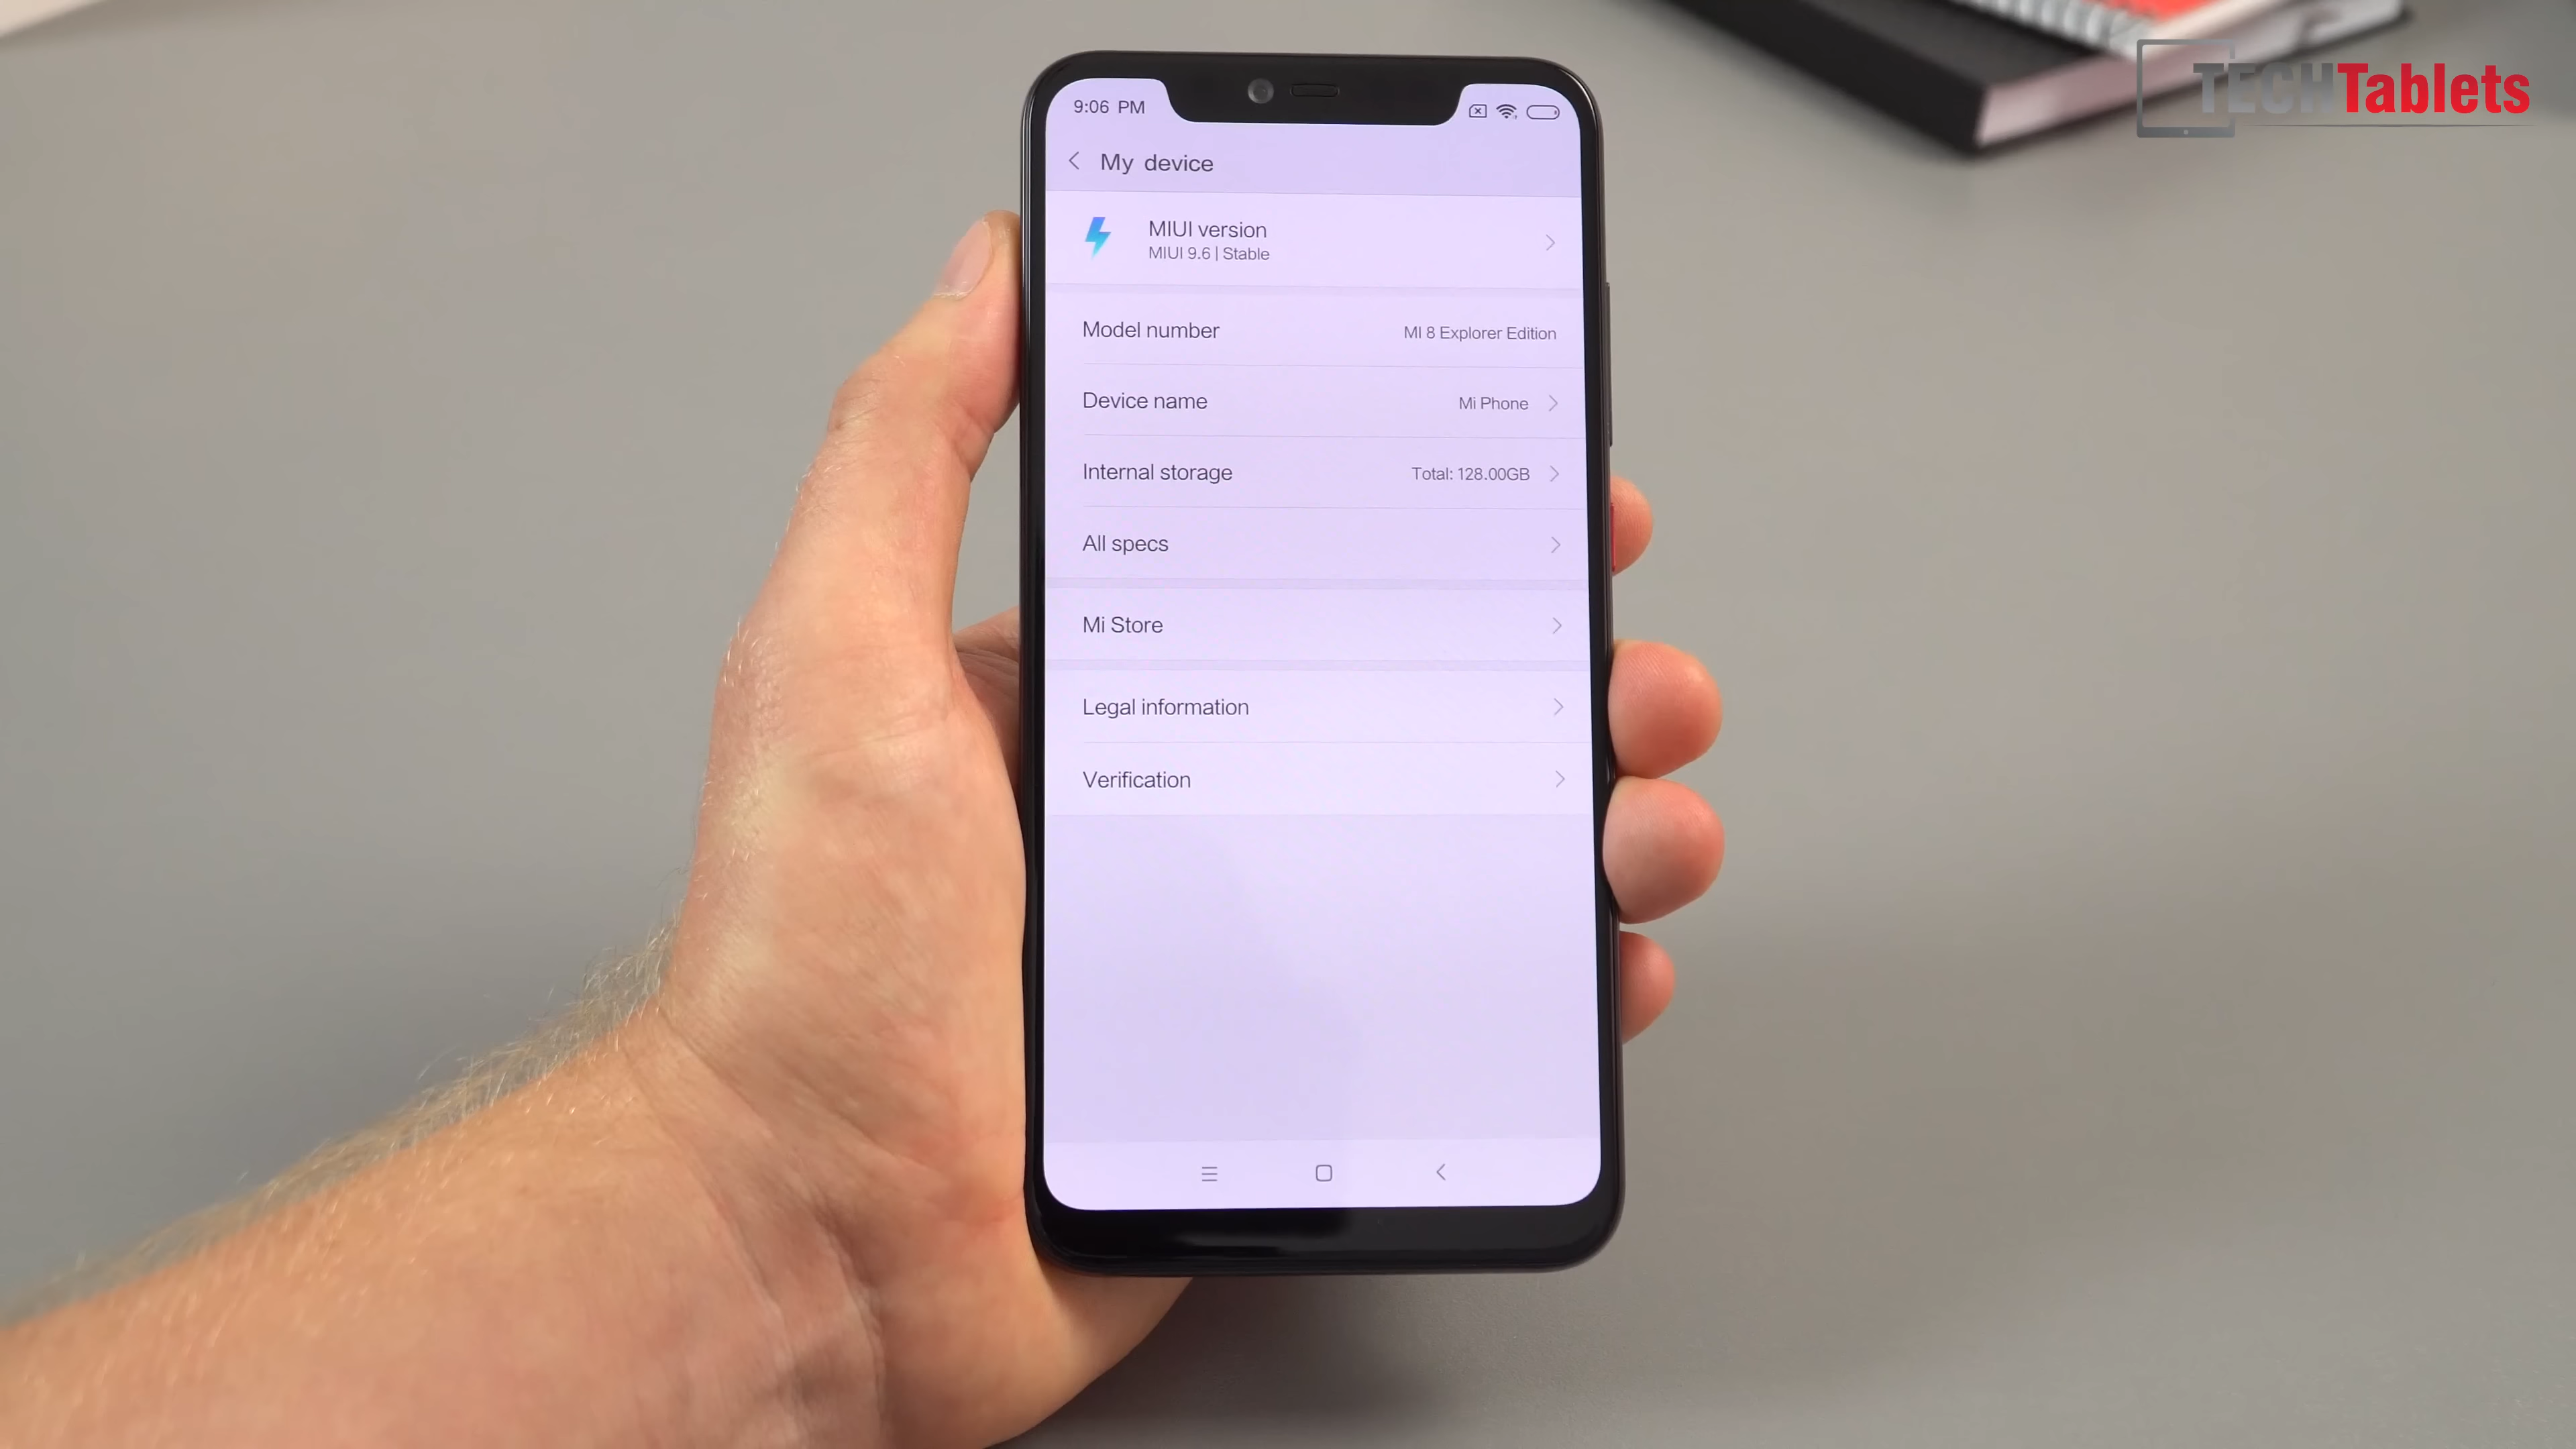 TECHTablets
9:06 PM
My device
MIUI version
MIUI 9.6 | Stable
Model number MI 8 Explorer Edition
Device name Mi Phone
Internal storage Total: 128.00GB
All specs
Mi Store
Legal information
Verification